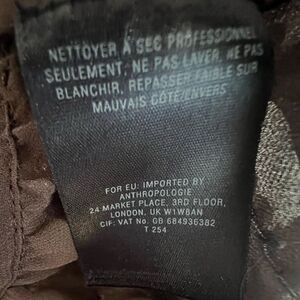 NETTOYER À SEC PROFESSIONNEL
SEULEMENT, NE PAS LAVER, NE PAS
BLANCHIR, REPASSER FAIBLE SUR
MAUVAIS CÔTÉ/ENVERS
FOR EU: IMPORTED BY
ANTHROPOLOGIE
24 MARKET PLACE, 3RD FLOOR,
LONDON, UK W1W8AN
CIF: VAT No. GB 684936382
T 254